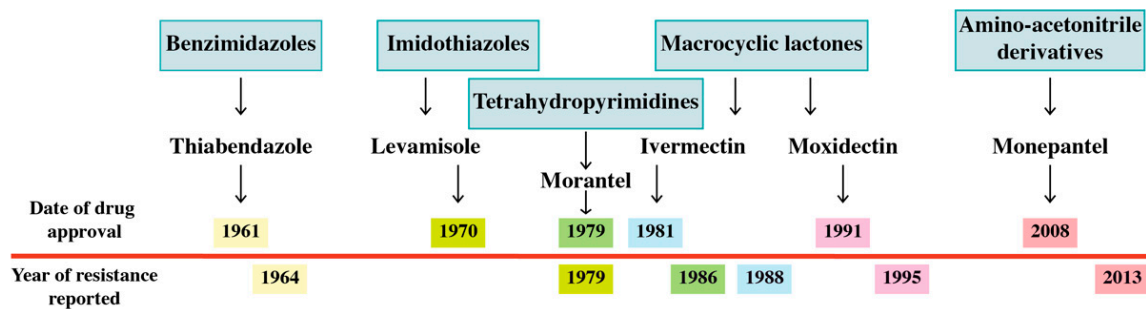 Benzimidazoles
Imidothiazoles
Macrocyclic lactones
Amino-acetonitrile
derivatives
Tetrahydropyrimidines
Thiabendazole
Levamisole
Ivermectin
Moxidectin
Monepantel
Morantel
Date of drug
approval
1961
1970
1979
1981
1991
2008
Year of resistance
reported
1964
1979
1986
1988
1995
2013